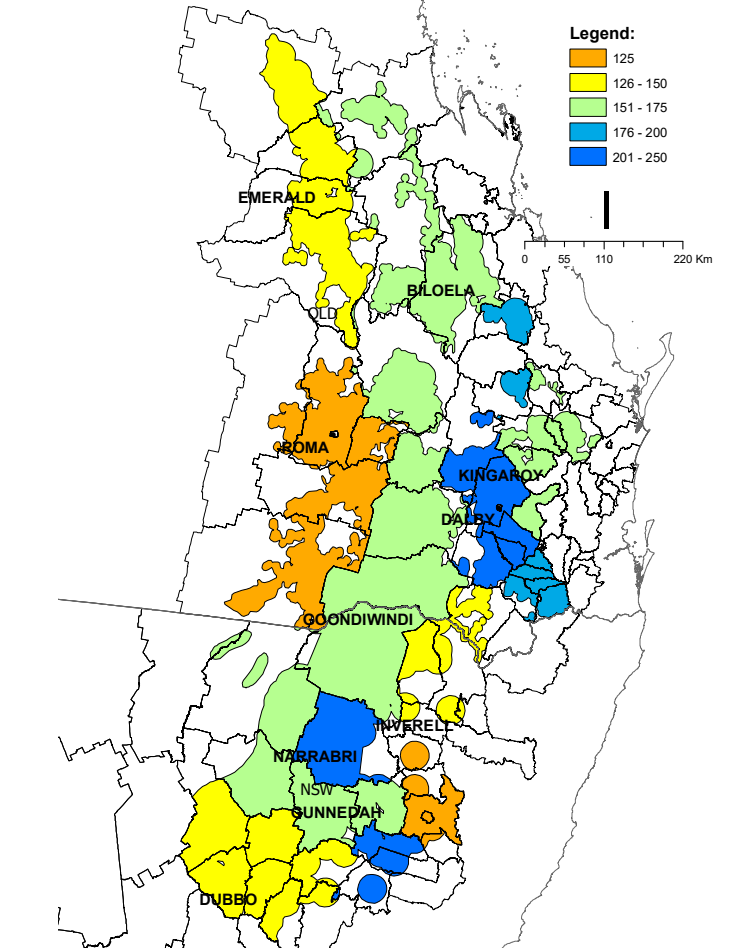 Legend:
125
126 - 150
151 - 175
176 - 200
201 - 250
0 55 110 220 Km
EMERALD
BILOELA
QLD
ROMA
KINGAROY
DALBY
GOONDIWINDI
INVERELL
NARRABRI
NSW
GUNNEDAH
DUBBO